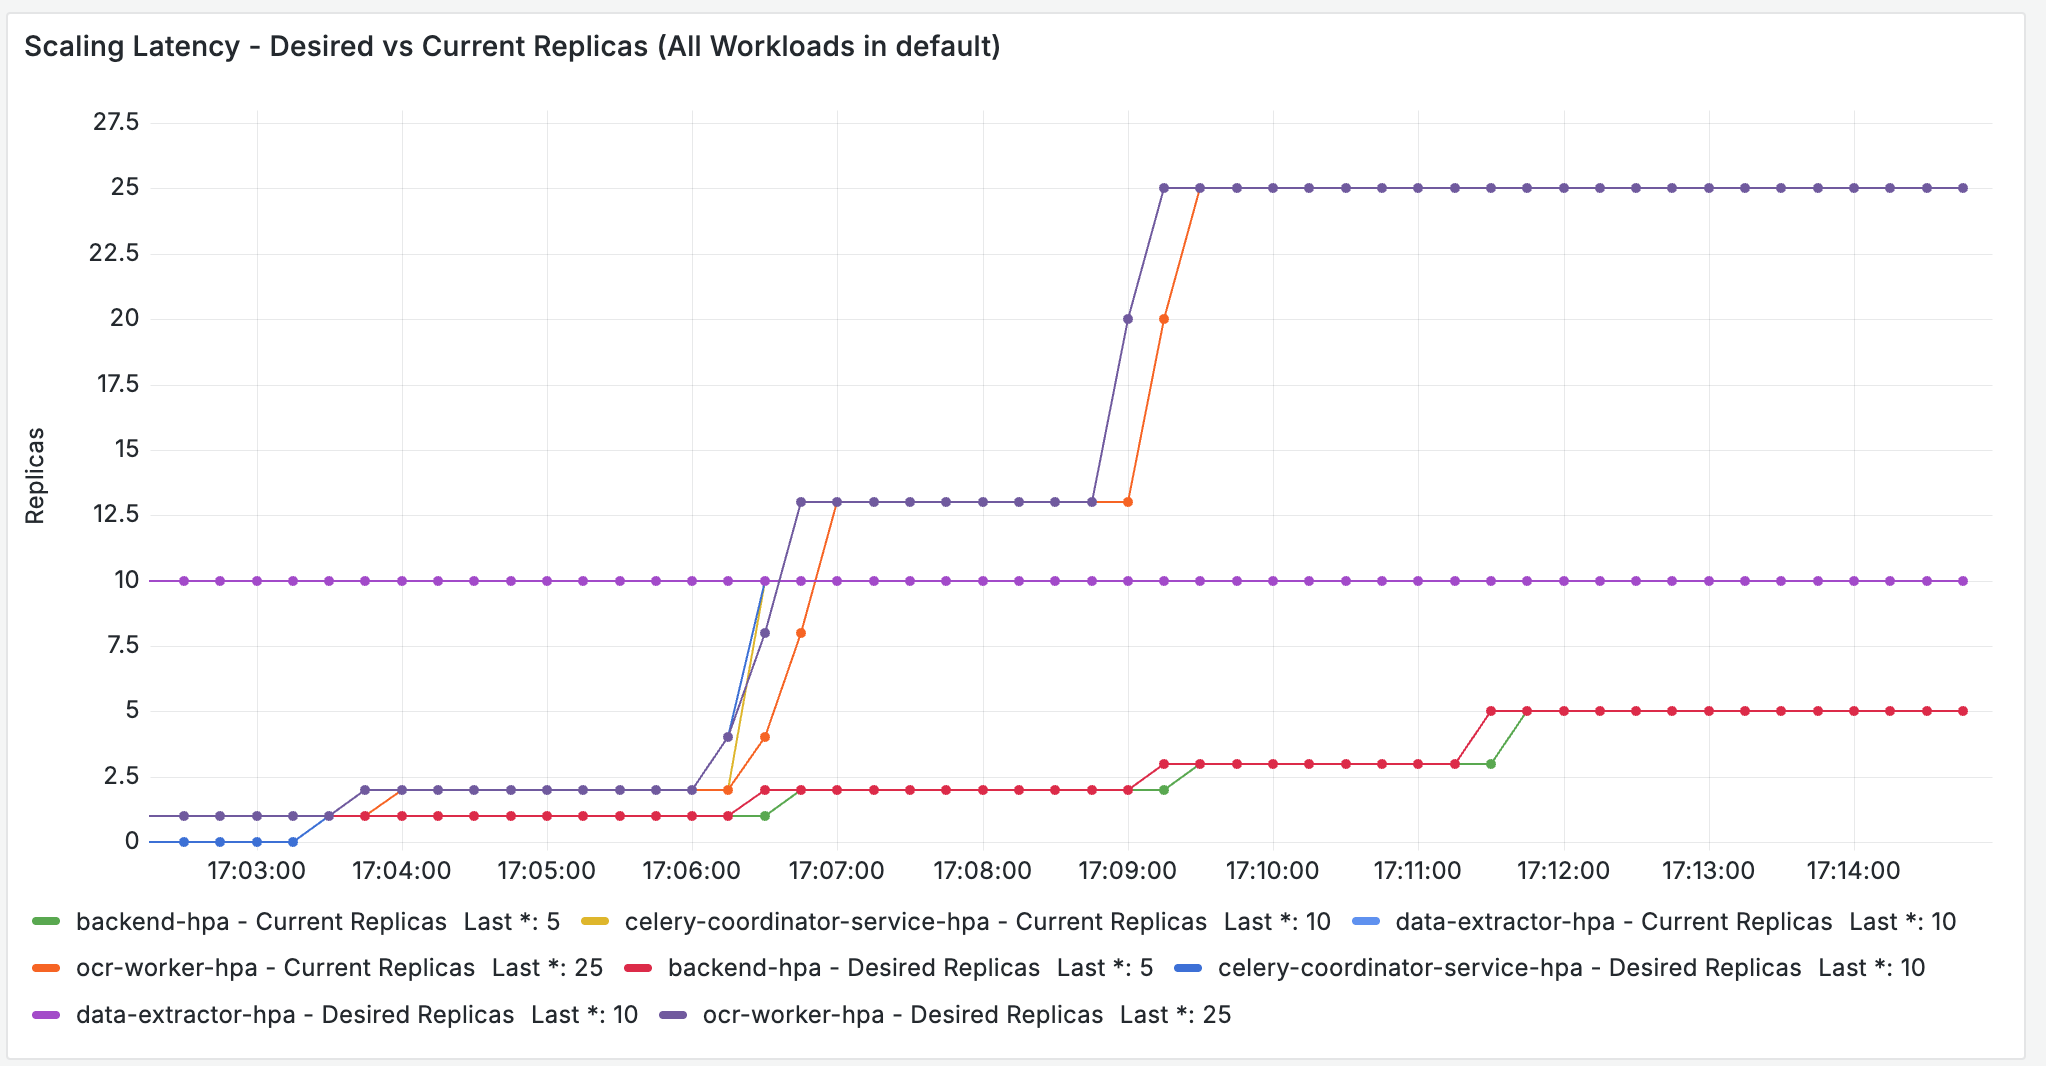 Scaling Latency - Desired vs Current Replicas (All Workloads in default)
27.5
25
22.5
20
17.5
15
12.5
10
7.5
5
2.5
0
Replicas
17:03:00 17:04:00 17:05:00 17:06:00 17:07:00 17:08:00 17:09:00 17:10:00 17:11:00 17:12:00 17:13:00 17:14:00
backend-hpa - Current Replicas Last *: 5 celery-coordinator-service-hpa - Current Replicas Last *: 10 data-extractor-hpa - Current Replicas Last *: 10
ocr-worker-hpa - Current Replicas Last *: 25 backend-hpa - Desired Replicas Last *: 5 celery-coordinator-service-hpa - Desired Replicas Last *: 10
data-extractor-hpa - Desired Replicas Last *: 10 ocr-worker-hpa - Desired Replicas Last *: 25